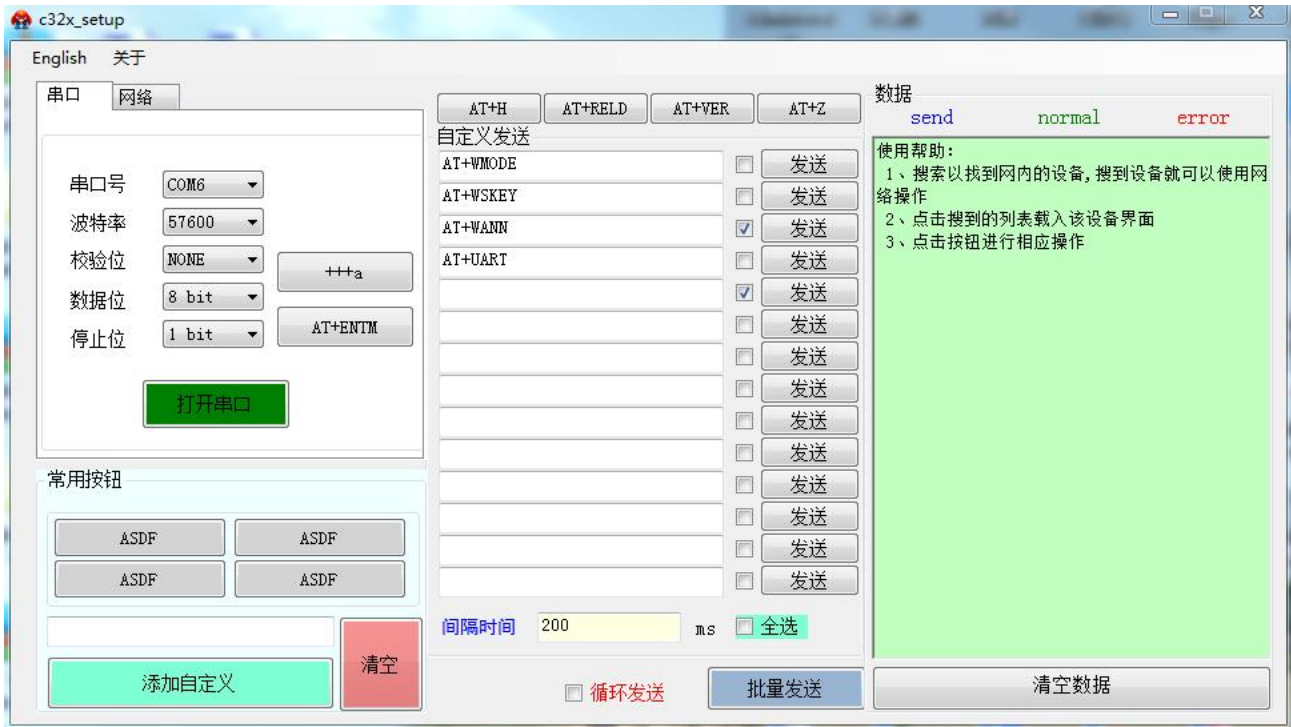 c32x_setup
English 关于
串口 网络
串口号 COM6
波特率 57600
校验位 NONE
数据位 8 bit
停止位 1 bit
+++a
AT+ENTM
打开串口
常用按钮
ASDF ASDF
ASDF ASDF
添加自定义
清空
AT+H AT+RELD AT+VER AT+Z
自定义发送
AT+WMODE 发送
AT+WSKEY 发送
AT+WANN 发送
AT+UART 发送
发送
发送
发送
发送
发送
发送
发送
发送
发送
发送
间隔时间 200 ms 全选
循环发送 批量发送
数据
send normal error
使用帮助:
1、搜索以找到网内的设备,搜到设备就可以使用网
络操作
2、点击搜到的列表载入该设备界面
3、点击按钮进行相应操作
清空数据